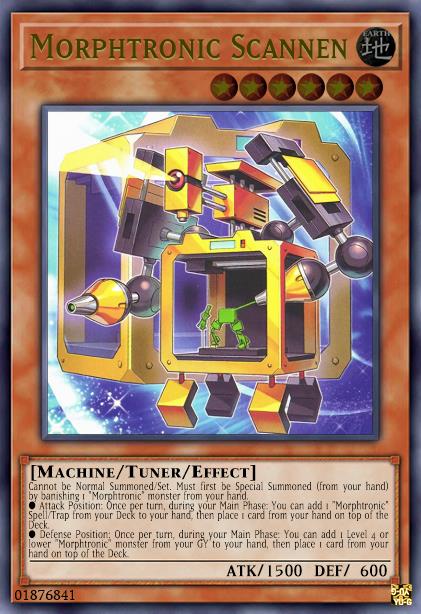 MORPHTRONIC SCANNEN
EARTH
地
[MACHINE/TUNER/EFFECT]
Cannot be Normal Summoned/Set. Must first be Special Summoned (from your hand)
by banishing 1 "Morphtronic" monster from your hand.
● Attack Position: Once per turn, during your Main Phase: You can add 1 "Morphtronic"
Spell/Trap from your Deck to your hand, then place 1 card from your hand on top of the
Deck.
● Defense Position: Once per turn, during your Main Phase: You can add 1 Level 4 or
lower "Morphtronic" monster from your GY to your hand, then place 1 card from your
hand on top of the Deck.
ATK/1500 DEF/ 600
01876841